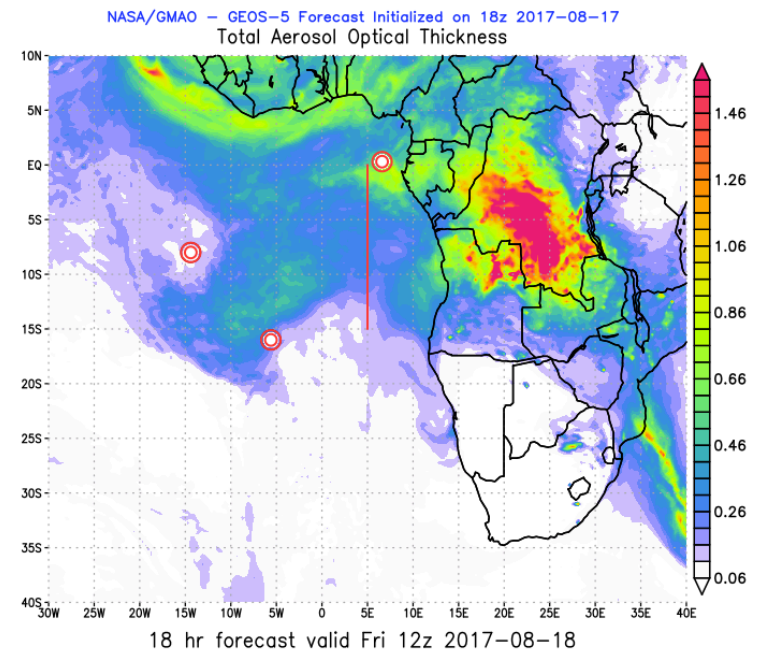 NASA/GMAO - GEOS-5 Forecast Initialized on 18z 2017-08-17
Total Aerosol Optical Thickness
10N
5N
EQ
5S
10S
15S
20S
25S
30S
35S
40S
30W 25W 20W 15W 10W 5W 0 5E 10E 15E 20E 25E 30E 35E 40E
1.46
1.26
1.06
0.86
0.66
0.46
0.26
0.06
18 hr forecast valid Fri 12z 2017-08-18